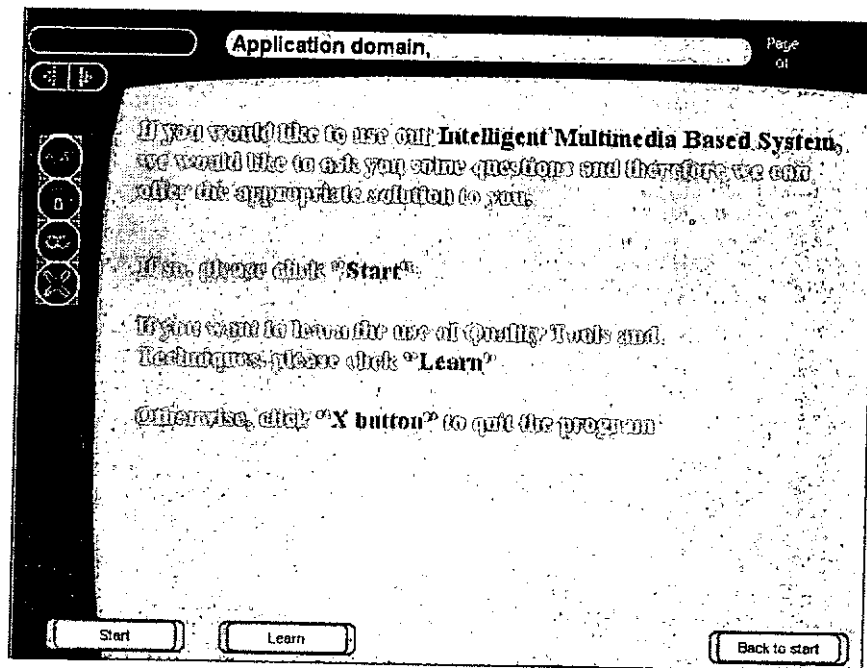 Application domain,
Page
01
If you would like to use our Intelligent Multimedia Based System,
we would like to ask you some questions and therefore we can
offer the appropriate solution to you.
If so, please click "Start"
If you want to learn the use of Quality Tools and
Techniques, please click "Learn"
Otherwise, click "X button" to quit the program
Start
Learn
Back to start